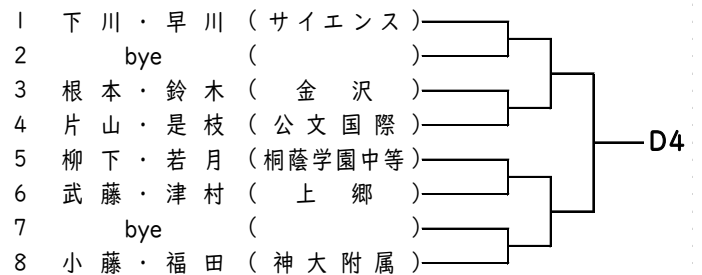 1 下川・早川 (サイエンス)
2 bye ( )
3 根本・鈴木 (金沢)
4 片山・是枝 (公文国際)
D4
5 柳下・若月 (桐蔭学園中等)
6 武藤・津村 (上郷)
7 bye ( )
8 小藤・福田 (神大附属)